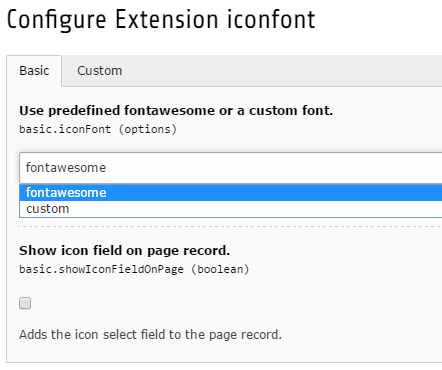 Configure Extension iconfont
Basic Custom
Use predefined fontawesome or a custom font.
basic.iconFont (options)
fontawesome
fontawesome
custom
Show icon field on page record.
basic.showIconFieldOnPage (boolean)
Adds the icon select field to the page record.